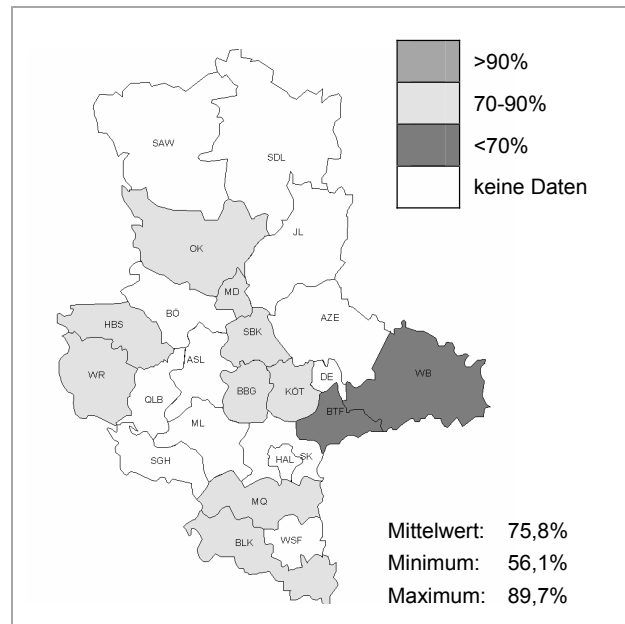 >90%
70-90%
<70%
keine Daten
SAW
SDL
OK
JL
MD
BÖ
AZE
HBS
SBK
ASL
WR
DE
WB
BBG
KÖT
QLB
BTF
ML
SGH
HAL
SK
MQ
BLK
WSF
Mittelwert: 75,8%
Minimum: 56,1%
Maximum: 89,7%